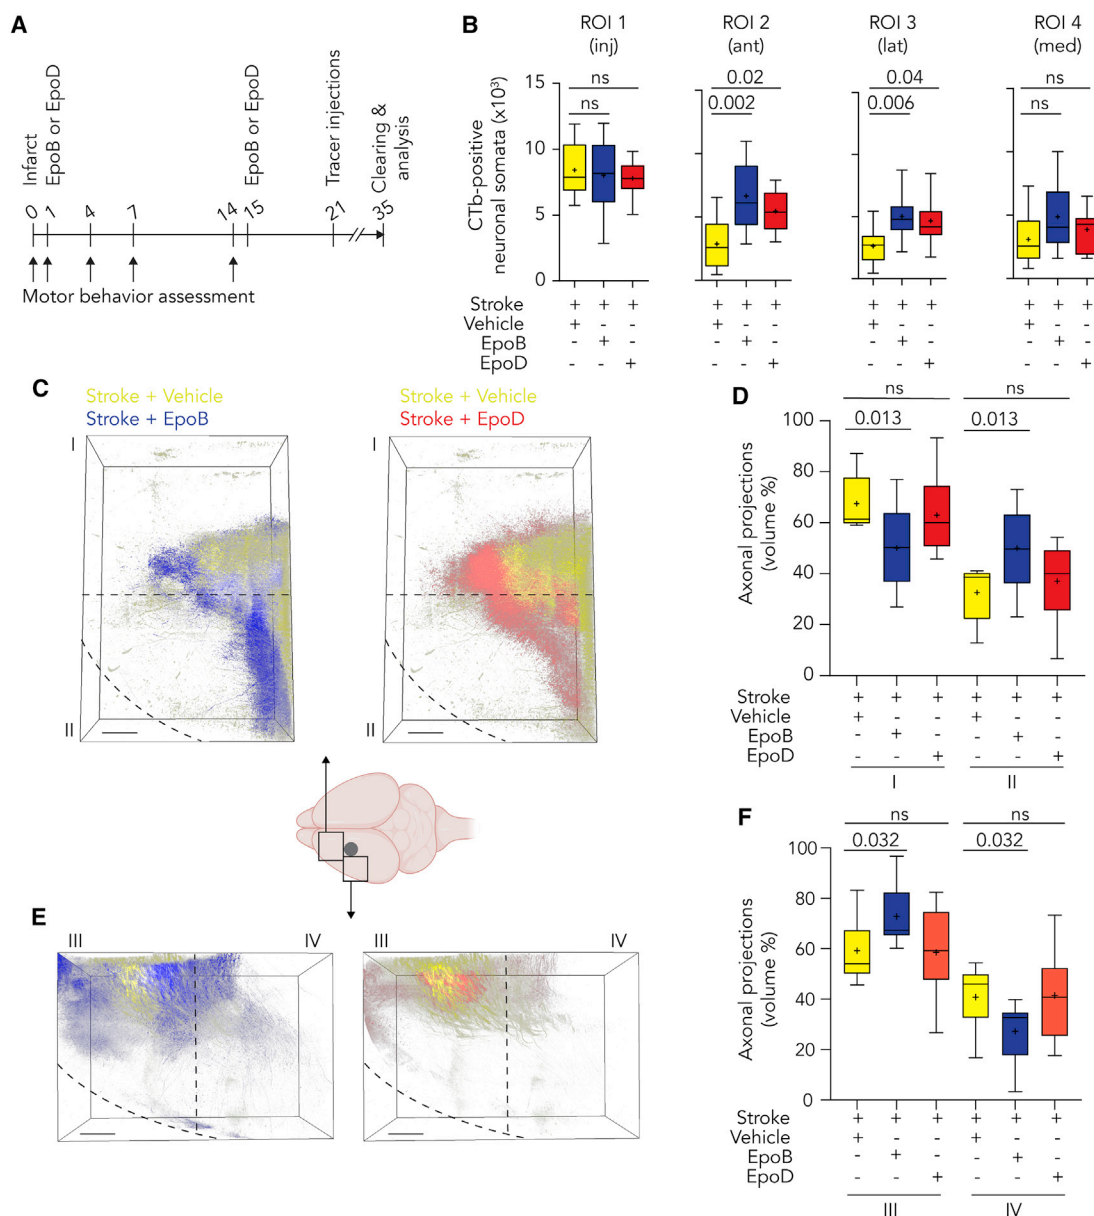 A
Infarct
EpoB or EpoD
EpoB or EpoD
Tracer injections
Clearing &
analysis
0 1 4 7 14 15 21 35
Motor behavior assessment
B
ROI 1
(inj)
ROI 2
(ant)
ROI 3
(lat)
ROI 4
(med)
CTb-positive
neuronal somata (x10³)
15
10
5
0
ns
ns
0.02
0.002
0.04
0.006
ns
ns
Stroke + + + + + + + + + + + +
Vehicle + - - + - - + - - + - -
EpoB - + - - + - - + - - + -
EpoD - - + - - + - - + - - +
C
Stroke + Vehicle
Stroke + EpoB
Stroke + Vehicle
Stroke + EpoD
I
II
I
II
D
Axonal projections
(volume %)
100
80
60
40
20
0
ns
0.013
ns
0.013
Stroke + + + + + +
Vehicle + - - + - -
EpoB - + - - + -
EpoD - - + - - +
I II
E
III IV
III IV
F
Axonal projections
(volume %)
100
80
60
40
20
0
ns
0.032
ns
0.032
Stroke + + + + + +
Vehicle + - - + - -
EpoB - + - - + -
EpoD - - + - - +
III IV